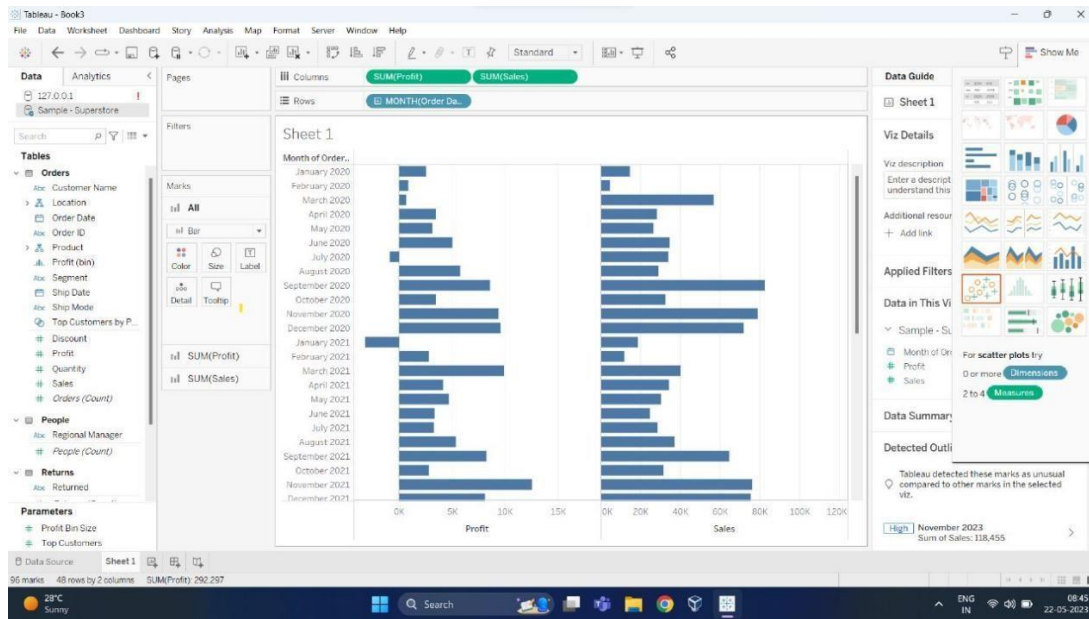 Tableau - Book3
File Data Worksheet Dashboard Story Analysis Map Format Server Window Help
Standard
Show Me
Data Analytics
127.0.0.1 !
Sample - Superstore
Search
Tables
Orders
Abc Customer Name
Location
Order Date
Abc Order ID
Product
Profit (bin)
Abc Segment
Ship Date
Abc Ship Mode
Top Customers by P...
# Discount
# Profit
# Quantity
# Sales
# Orders (Count)
People
Abc Regional Manager
# People (Count)
Returns
Abc Returned
Parameters
# Profit Bin Size
# Top Customers
Pages
Filters
Marks
All
Bar
Color Size Label
Detail Tooltip
SUM(Profit)
SUM(Sales)
Columns SUM(Profit) SUM(Sales)
Rows MONTH(Order Da..
Sheet 1
Month of Order..
January 2020
February 2020
March 2020
April 2020
May 2020
June 2020
July 2020
August 2020
September 2020
October 2020
November 2020
December 2020
January 2021
February 2021
March 2021
April 2021
May 2021
June 2021
July 2021
August 2021
September 2021
October 2021
November 2021
December 2021
0K 5K 10K 15K 0K 20K 40K 60K 80K 100K 120K
Profit Sales
Data Guide
Sheet 1
Viz Details
Viz description
Enter a descript
understand this
Additional resour
+ Add link
Applied Filters
Data in This Vi
Sample - Su
Month of Ord
# Profit
# Sales
Data Summary
Detected Outli
Tableau detected these marks as unusual
compared to other marks in the selected
viz.
High November 2023
Sum of Sales: 118,455
For scatter plots try
0 or more Dimensions
2 to 4 Measures
Data Source Sheet 1
96 marks 48 rows by 2 columns SUM(Profit): 292,297
28°C
Sunny
Search
ENG
IN
08:45
22-05-2023